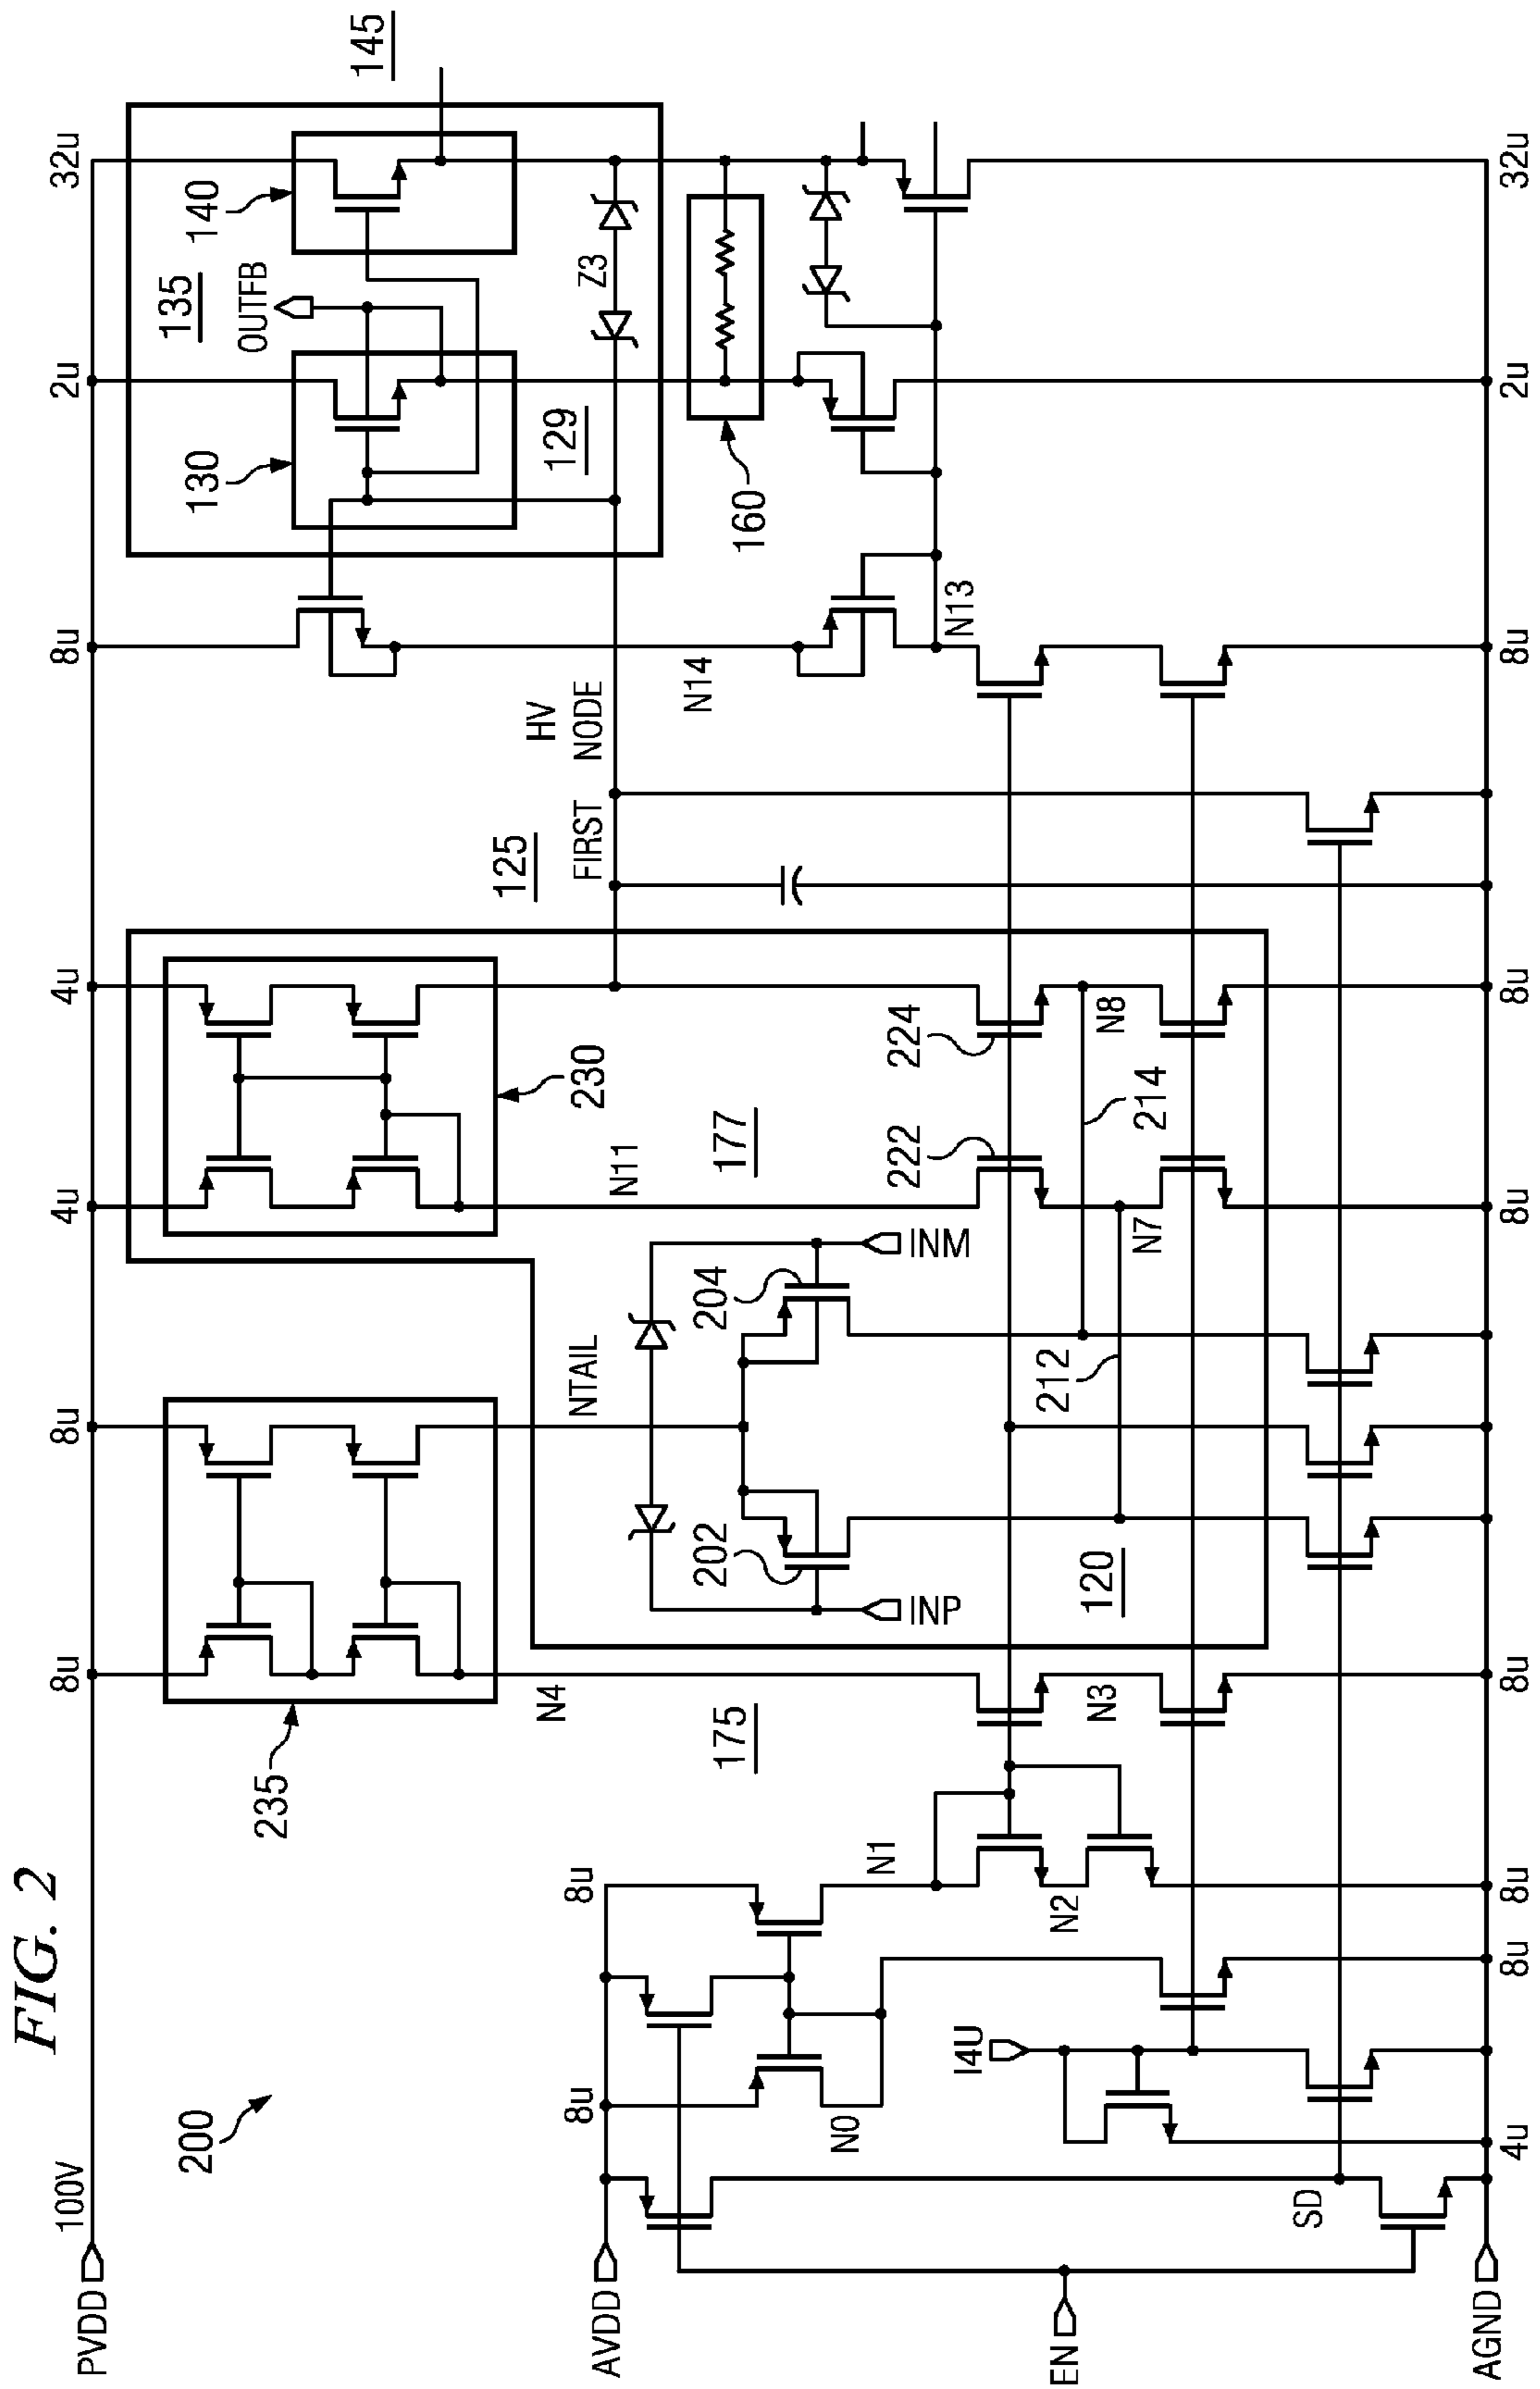 FIG. 2
200
PVDD
100V
8u
8u
4u
4u
8u
2u
32u
235
230
130
140
135
OUTFB
145
129
Z3
160
125
FIRST
HV
NODE
N14
N13
AVDD
8u
8u
N4
NTAIL
N11
175
177
INP
INM
202
204
120
212
214
222
224
N7
N8
N0
N1
N2
N3
I4U
EN
SD
AGND
4u
8u
8u
8u
8u
8u
8u
2u
32u